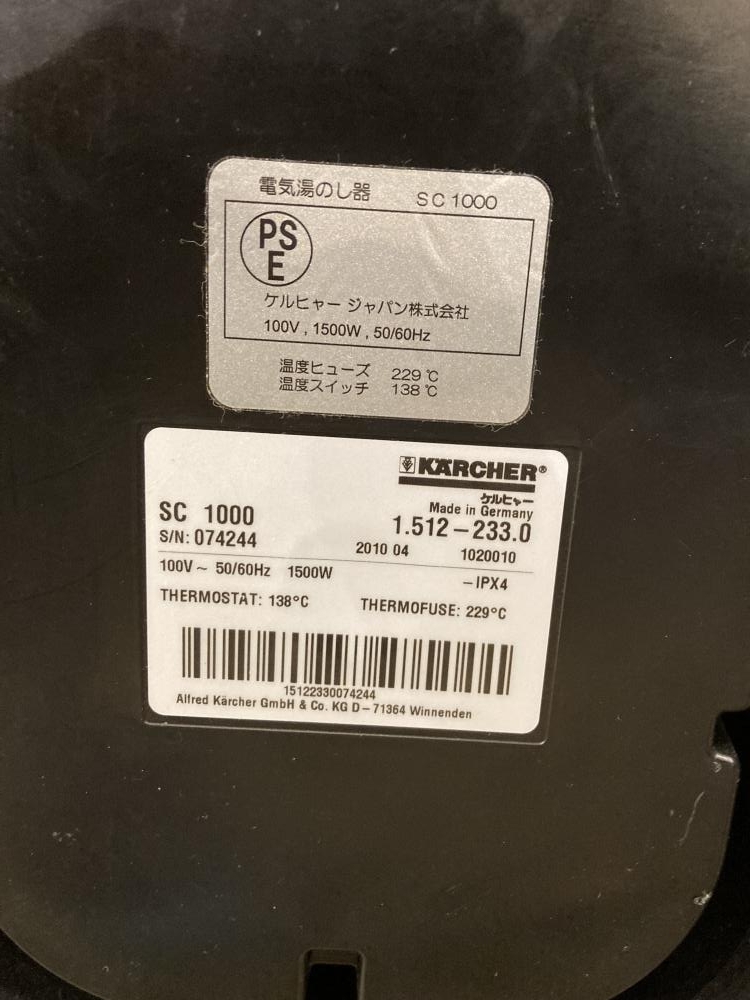 電気湯のし器 SC1000
PS
E
ケルヒャー ジャパン株式会社
100V , 1500W , 50/60Hz
温度ヒューズ 229℃
温度スイッチ 138℃
KÄRCHER®
ケルヒャー
SC 1000
Made in Germany
S/N: 074244
1.512-233.0
2010 04 1020010
100V~ 50/60Hz 1500W
-IPX4
THERMOSTAT: 138°C THERMOFUSE: 229°C
15122330074244
Alfred Kärcher GmbH & Co. KG D-71364 Winnenden